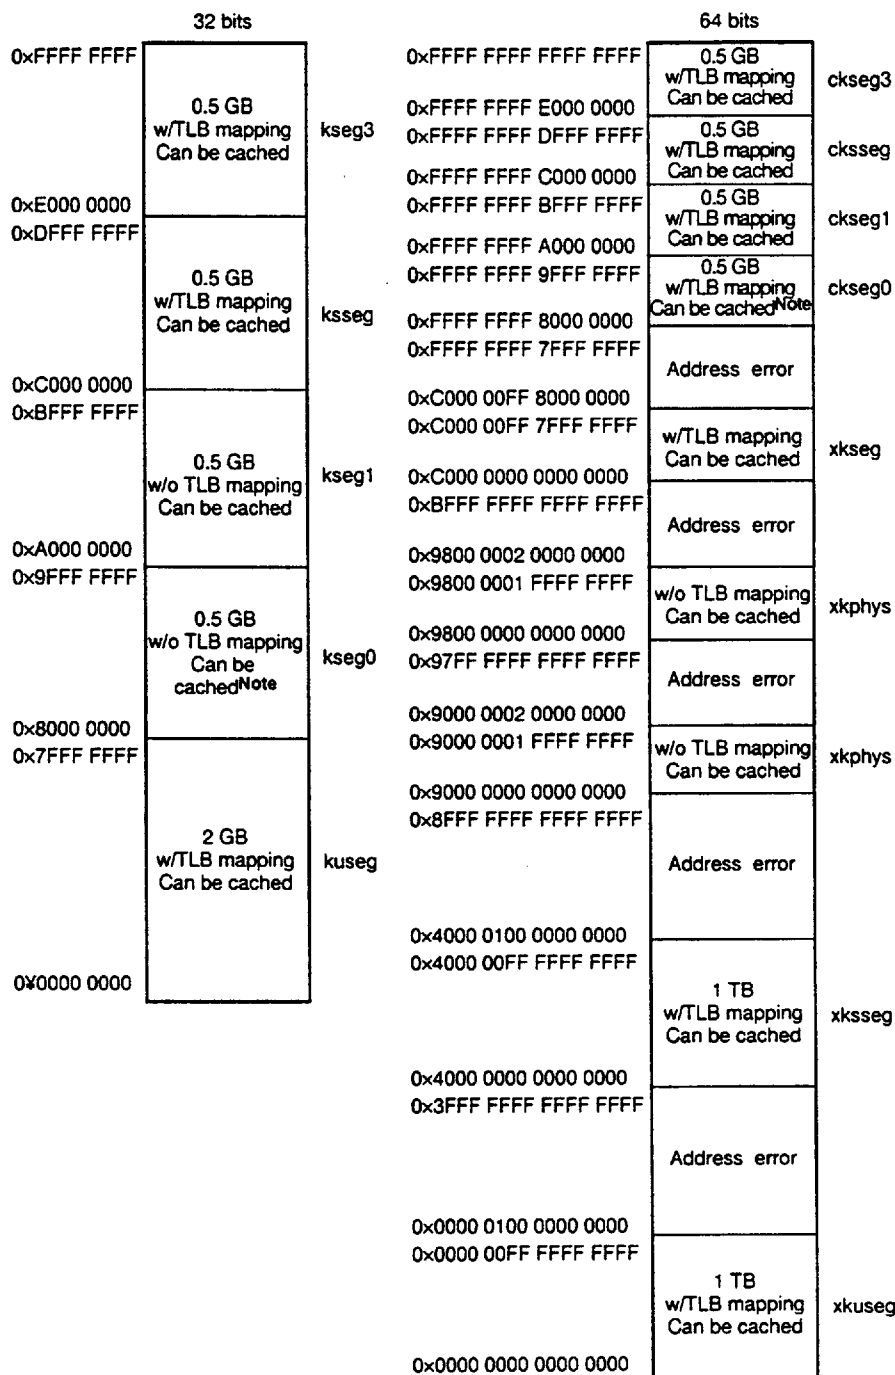 32 bits
0xFFFF FFFF
0.5 GB
w/TLB mapping
Can be cached
kseg3
0xE000 0000
0xDFFF FFFF
0.5 GB
w/TLB mapping
Can be cached
ksseg
0xC000 0000
0xBFFF FFFF
0.5 GB
w/o TLB mapping
Can be cached
kseg1
0xA000 0000
0x9FFF FFFF
0.5 GB
w/o TLB mapping
Can be
cachedNote
kseg0
0x8000 0000
0x7FFF FFFF
2 GB
w/TLB mapping
Can be cached
kuseg
0¥0000 0000
64 bits
0xFFFF FFFF FFFF FFFF
0.5 GB
w/TLB mapping
Can be cached
ckseg3
0xFFFF FFFF E000 0000
0xFFFF FFFF DFFF FFFF
0.5 GB
w/TLB mapping
Can be cached
cksseg
0xFFFF FFFF C000 0000
0xFFFF FFFF BFFF FFFF
0.5 GB
w/TLB mapping
Can be cached
ckseg1
0xFFFF FFFF A000 0000
0xFFFF FFFF 9FFF FFFF
0.5 GB
w/TLB mapping
Can be cachedNote
ckseg0
0xFFFF FFFF 8000 0000
0xFFFF FFFF 7FFF FFFF
Address error
0xC000 00FF 8000 0000
0xC000 00FF 7FFF FFFF
w/TLB mapping
Can be cached
xkseg
0xC000 0000 0000 0000
0xBFFF FFFF FFFF FFFF
Address error
0x9800 0002 0000 0000
0x9800 0001 FFFF FFFF
w/o TLB mapping
Can be cached
xkphys
0x9800 0000 0000 0000
0x97FF FFFF FFFF FFFF
Address error
0x9000 0002 0000 0000
0x9000 0001 FFFF FFFF
w/o TLB mapping
Can be cached
xkphys
0x9000 0000 0000 0000
0x8FFF FFFF FFFF FFFF
Address error
0x4000 0100 0000 0000
0x4000 00FF FFFF FFFF
1 TB
w/TLB mapping
Can be cached
xksseg
0x4000 0000 0000 0000
0x3FFF FFFF FFFF FFFF
Address error
0x0000 0100 0000 0000
0x0000 00FF FFFF FFFF
1 TB
w/TLB mapping
Can be cached
xkuseg
0x0000 0000 0000 0000